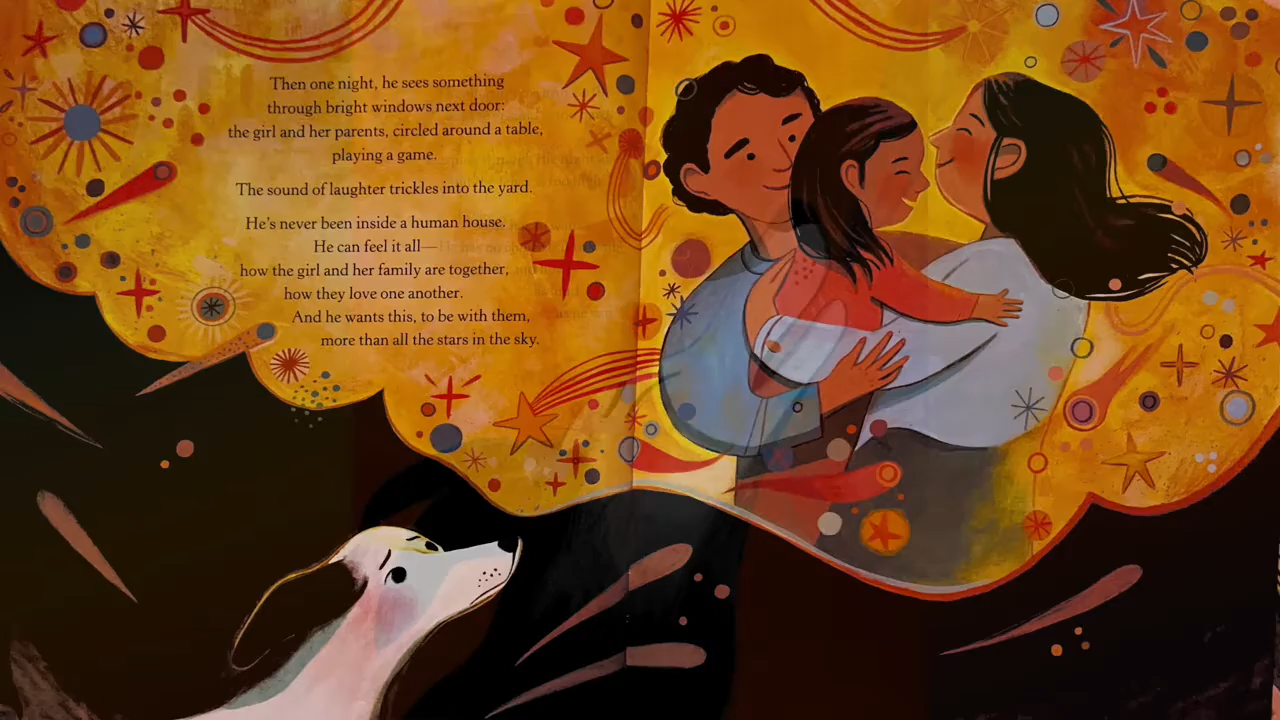 Then one night, he sees something
through bright windows next door:
the girl and her parents, circled around a table,
playing a game.
The sound of laughter trickles into the yard.
He's never been inside a human house.
He can feel it all—
how the girl and her family are together,
how they love one another.
And he wants this, to be with them,
more than all the stars in the sky.